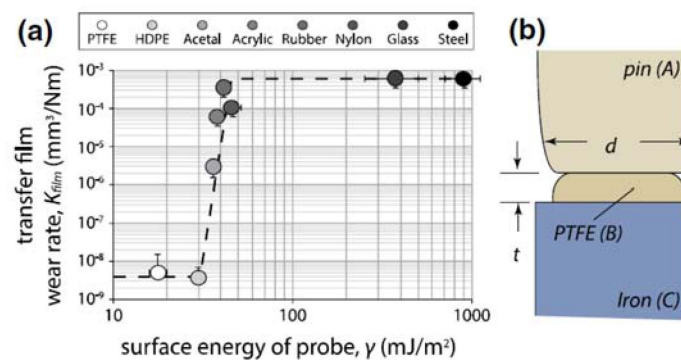 (a)
PTFE HDPE Acetal Acrylic Rubber Nylon Glass Steel
10⁻³
10⁻⁴
10⁻⁵
10⁻⁶
10⁻⁷
10⁻⁸
10⁻⁹
transfer film
wear rate, K_film (mm³/Nm)
10 100 1000
surface energy of probe, γ (mJ/m²)
(b)
pin (A)
d
t
PTFE (B)
Iron (C)